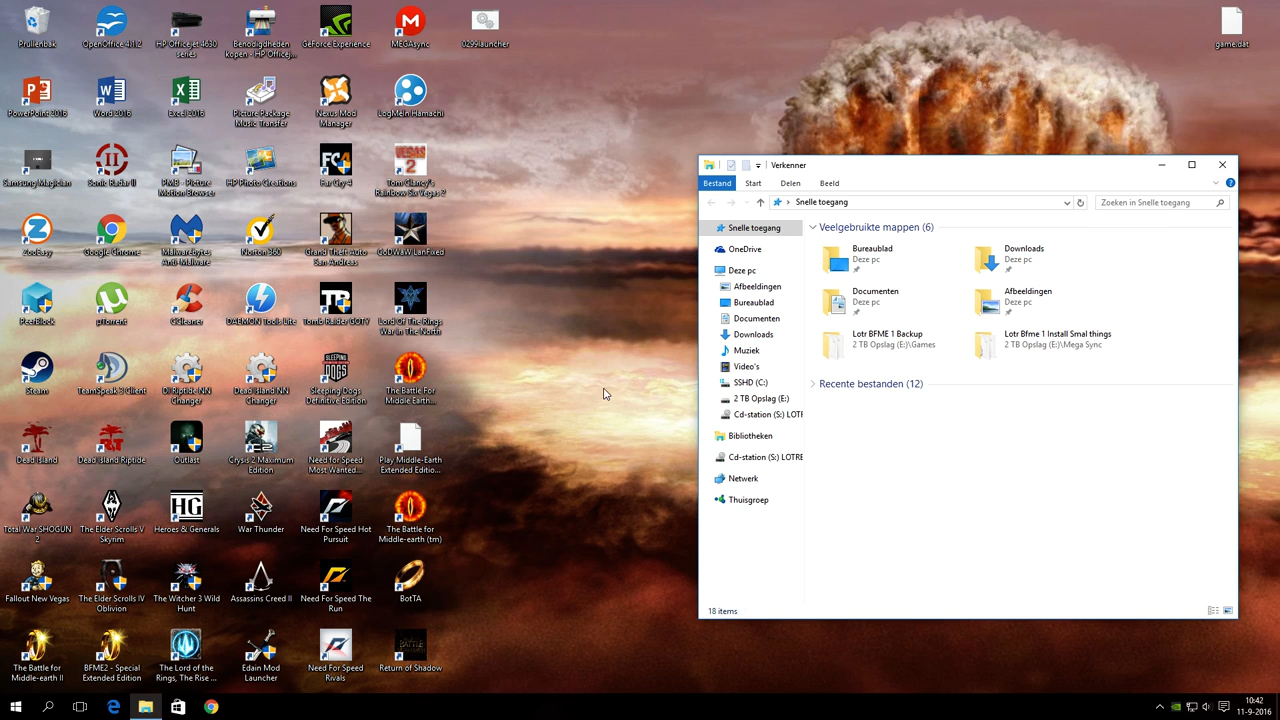 Prullenbak
OpenOffice 4.1.2
HP Officejet 4630
series
Benodigdheden
kopen - HP Officej...
GeForce Experience
MEGAsync
0299launcher
game.dat
PowerPoint 2016
Word 2016
Excel 2016
Picture Package
Music Transfer
Nexus Mod
Manager
LogMeIn Hamachi
Samsung Magician
Sonic Radar II
PMB - Picture
Motion Browser
HP Photo Creations
Far Cry 4
Tom Clancy's
Rainbow Six Vegas 2
ZooEasy
Google Chrome
Malwarebytes
Anti-Malware
Norton 360
Grand Theft Auto
San Andreas
CoDWaW LanFixed
PeerBlock
µTorrent
CCleaner
DAEMON Tools Lite
Tomb Raider GOTY
Lord Of The Rings
War in The North
Steam
TeamSpeak 3 Client
DI Riptide NN
Changer
Dead Island NN
Changer
Sleeping Dogs
Definitive Edition
The Battle For
Middle Earth...
Dead Island
Dead Island Riptide
Outlast
Crysis 2 Maximum
Edition
Need for Speed
Most Wanted...
Play Middle-Earth
Extended Editio...
Total War SHOGUN
2
The Elder Scrolls V
Skyrim
Heroes & Generals
War Thunder
Need For Speed Hot
Pursuit
The Battle for
Middle-earth (tm)
Fallout New Vegas
The Elder Scrolls IV
Oblivion
The Witcher 3 Wild
Hunt
Assassins Creed II
Need For Speed The
Run
BotTA
The Battle for
Middle-earth II
BFME2 - Special
Extended Edition
The Lord of the
Rings, The Rise ...
Edain Mod
Launcher
Need For Speed
Rivals
Return of Shadow
Verkenner
Bestand
Start
Delen
Beeld
Snelle toegang
Zoeken in Snelle toegang
Snelle toegang
OneDrive
Deze pc
Afbeeldingen
Bureaublad
Documenten
Downloads
Muziek
Video's
SSHD (C:)
2 TB Opslag (E:)
Cd-station (S:) LOTR
Bibliotheken
Cd-station (S:) LOTRE
Netwerk
Thuisgroep
Veelgebruikte mappen (6)
Bureaublad
Deze pc
Downloads
Deze pc
Documenten
Deze pc
Afbeeldingen
Deze pc
Lotr BFME 1 Backup
2 TB Opslag (E:)\Games
Lotr Bfme 1 Install Smal things
2 TB Opslag (E:)\Mega Sync
Recente bestanden (12)
18 items
10:42
11-9-2016